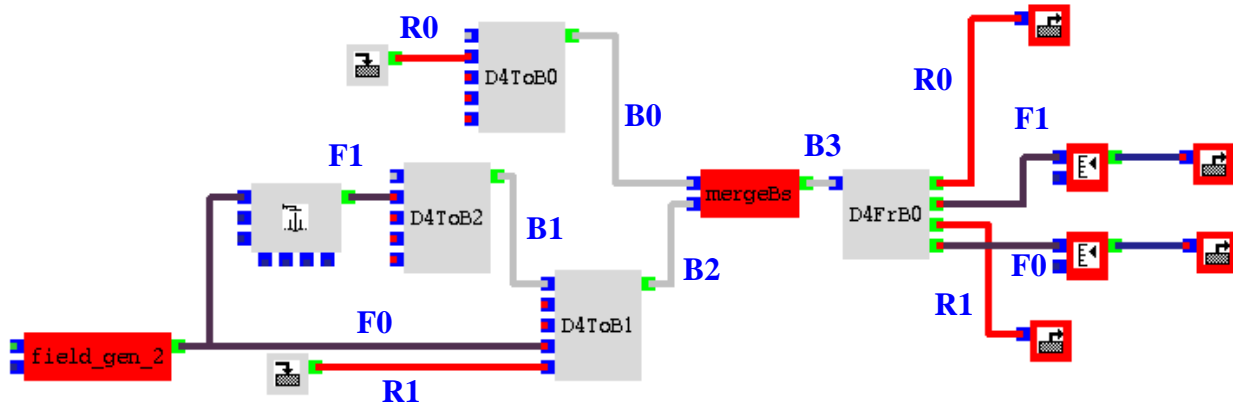 R0
D4ToB0
B0
R0
F1
F1
D4ToB2
B1
mergeBs
B3
D4FrB0
B2
F0
R1
field_gen_2
F0
D4ToB1
R1